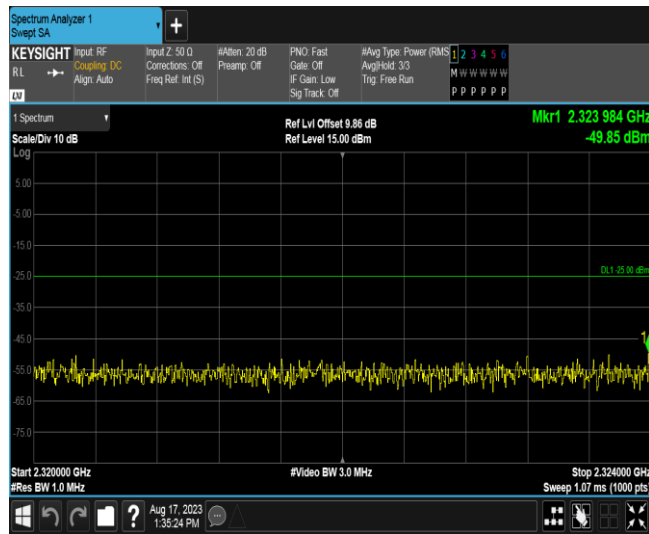 Spectrum Analyzer 1
Swept SA
+
KEYSIGHT
RL
LXI
Input: RF
Coupling: DC
Align: Auto
Input Z: 50 Ω
Corrections: Off
Freq Ref: Int (S)
#Atten: 20 dB
Preamp: Off
PNO: Fast
Gate: Off
IF Gain: Low
Sig Track: Off
#Avg Type: Power (RMS
Avg|Hold: 3/3
Trig: Free Run
1 2 3 4 5 6
M W W W W W
P P P P P P
1 Spectrum
Scale/Div 10 dB
Log
Ref Lvl Offset 9.86 dB
Ref Level 15.00 dBm
Mkr1 2.323 984 GHz
-49.85 dBm
5.00
-5.00
-15.0
-25.0
DL1 -25.00 dBm
-35.0
-45.0
1
-55.0
-65.0
-75.0
Start 2.320000 GHz
#Res BW 1.0 MHz
#Video BW 3.0 MHz
Stop 2.324000 GHz
Sweep 1.07 ms (1000 pts)
?
Aug 17, 2023
1:35:24 PM